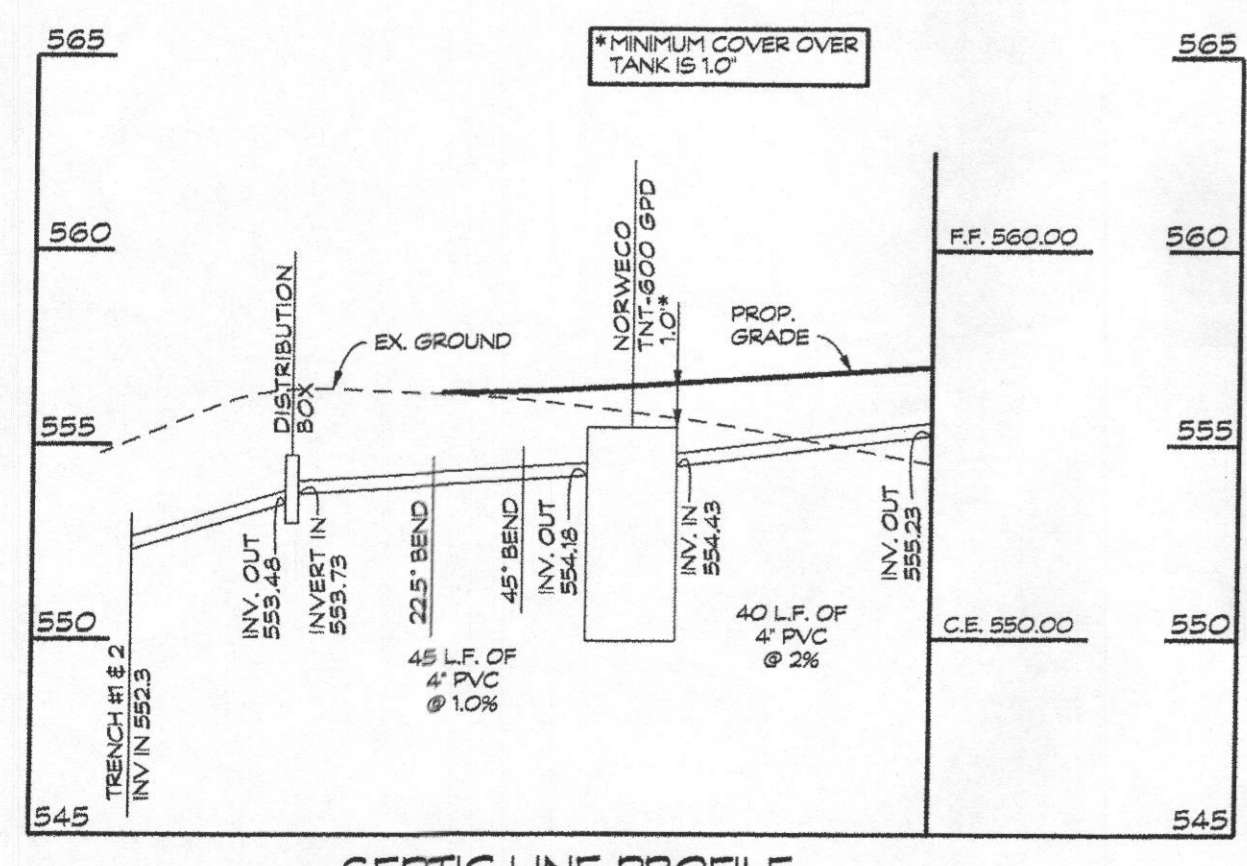 565
565
* MINIMUM COVER OVER
TANK IS 1.0"
560
560
F.F. 560.00
DISTRIBUTION
BOX
EX. GROUND
NORWECO
TNT-600 GPD
1.0'*
PROP.
GRADE
555
555
INV. OUT
553.48
INVERT IN
553.73
22.5° BEND
45° BEND
INV. OUT
554.18
INV. IN
554.43
INV. OUT
555.23
550
550
C.E. 550.00
TRENCH #1 & 2
INV IN 552.3
45 L.F. OF
4" PVC
@ 1.0%
40 L.F. OF
4" PVC
@ 2%
545
545
SEPTIC LINE PROFILE